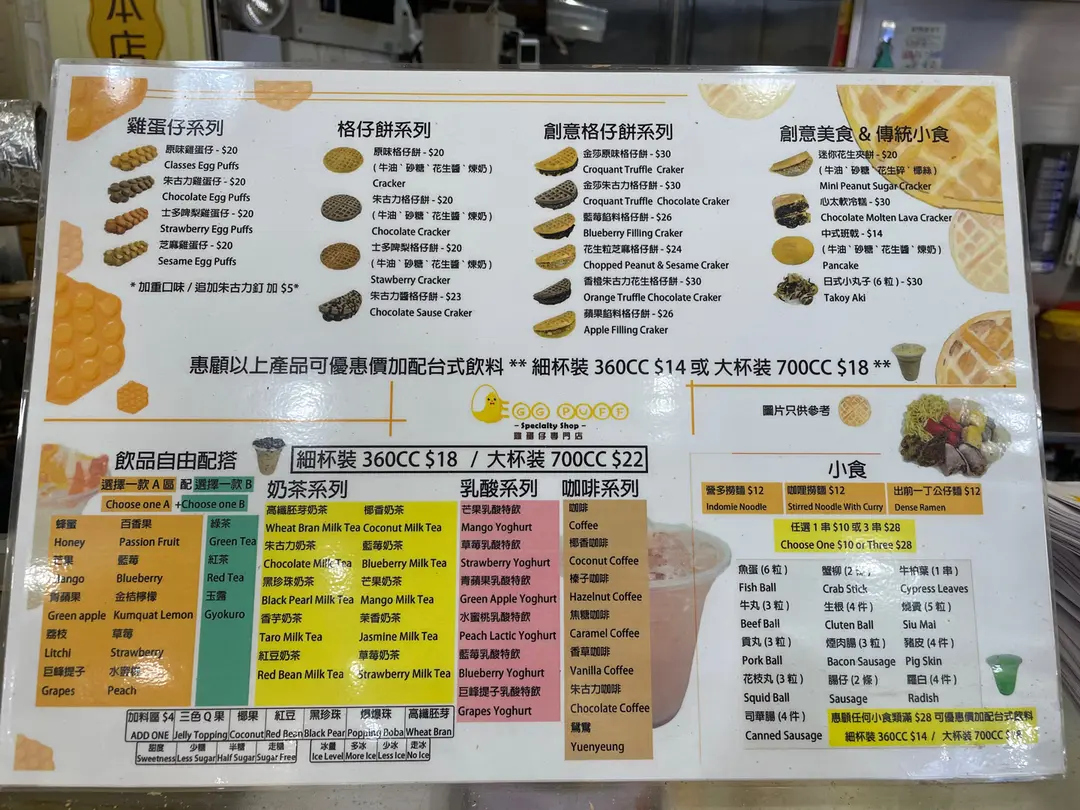 本店
雞蛋仔系列
原味雞蛋仔 - $20
Classes Egg Puffs
朱古力雞蛋仔 - $20
Chocolate Egg Puffs
士多啤梨雞蛋仔 - $20
Strawberry Egg Puffs
芝麻雞蛋仔 - $20
Sesame Egg Puffs
* 加重口味 / 追加朱古力釘 加 $5*
格仔餅系列
原味格仔餅 - $20
( 牛油、砂糖、花生醬、煉奶 )
Cracker
朱古力格仔餅 - $20
( 牛油、砂糖、花生醬、煉奶 )
Chocolate Cracker
士多啤梨格仔餅 - $20
( 牛油、砂糖、花生醬、煉奶 )
Stawberry Cracker
朱古力醬格仔餅 - $23
Chocolate Sause Craker
創意格仔餅系列
金莎原味格仔餅 - $30
Croquant Truffle Craker
金莎朱古力格仔餅 - $30
Croquant Truffle Chocolate Craker
藍莓餡料格仔餅 - $26
Blueberry Filling Craker
花生粒芝麻格仔餅 - $24
Chopped Peanut & Sesame Craker
香橙朱古力花生格仔餅 - $30
Orange Truffle Chocolate Craker
蘋果餡料格仔餅 - $26
Apple Filling Craker
創意美食 & 傳統小食
迷你花生夾餅 - $20
( 牛油、砂糖、花生碎、椰絲 )
Mini Peanut Sugar Cracker
心太軟冷糕 - $30
Chocolate Molten Lava Cracker
中式班戟 - $14
( 牛油、砂糖、花生醬、煉奶 )
Pancake
日式小丸子 ( 6 粒 ) - $30
Takoy Aki
惠顧以上產品可優惠價加配台式飲料 ** 細杯裝 360CC $14 或 大杯裝 700CC $18 **
EGG PUFF
- Specialty Shop -
雞蛋仔專門店
圖片只供參考
飲品自由配搭
選擇一款 A 區 配 選擇一款 B
Choose one A + Choose one B
蜂蜜 百香果
Honey Passion Fruit
芒果 藍莓
Mango Blueberry
青蘋果 金桔檸檬
Green apple Kumquat Lemon
荔枝 草莓
Litchi Strawberry
巨峰提子 水蜜桃
Grapes Peach
綠茶
Green Tea
紅茶
Red Tea
玉露
Gyokuro
細杯裝 360CC $18 / 大杯裝 700CC $22
奶茶系列
高纖胚芽奶茶 椰香奶茶
Wheat Bran Milk Tea Coconut Milk Tea
朱古力奶茶 藍莓奶茶
Chocolate Milk Tea Blueberry Milk Tea
黑珍珠奶茶 芒果奶茶
Black Pearl Milk Tea Mango Milk Tea
香芋奶茶 茉香奶茶
Taro Milk Tea Jasmine Milk Tea
紅豆奶茶 草莓奶茶
Red Bean Milk Tea Strawberry Milk Tea
乳酸系列
芒果乳酸特飲
Mango Yoghurt
草莓乳酸特飲
Strawberry Yoghurt
青蘋果乳酸特飲
Green Apple Yoghurt
水蜜桃乳酸特飲
Peach Lactic Yoghurt
藍莓乳酸特飲
Blueberry Yoghurt
巨峰提子乳酸特飲
Grapes Yoghurt
咖啡系列
咖啡
Coffee
椰香咖啡
Coconut Coffee
榛子咖啡
Hazelnut Coffee
焦糖咖啡
Caramel Coffee
香草咖啡
Vanilla Coffee
朱古力咖啡
Chocolate Coffee
鴛鴦
Yuenyeung
加料區 $4 三色 Q 果 椰果 紅豆 黑珍珠 爆爆珠 高纖胚芽
ADD ONE Jelly Topping Coconut Red Bean Black Pear Popping Boba Wheat Bran
甜度 少糖 半糖 走糖 冰量 多冰 少冰 走冰
Sweetness Less Sugar Half Sugar Sugar Free Ice Level More Ice Less Ice No Ice
小食
營多撈麵 $12 咖喱撈麵 $12 出前一丁公仔麵 $12
Indomie Noodle Stirred Noodle With Curry Dense Ramen
任選 1 串 $10 或 3 串 $28
Choose One $10 or Three $28
魚蛋 (6 粒 ) 蟹柳 (2 牛柏葉 (1 串 )
Fish Ball Crab Stick Cypress Leaves
牛丸 (3 粒 ) 生根 (4 件 ) 燒賣 (5 粒 )
Beef Ball Cluten Ball Siu Mai
貢丸 (3 粒 ) 煙肉腸 (3 粒 ) 豬皮 (4 件 )
Pork Ball Bacon Sausage Pig Skin
花枝丸 (3 粒 ) 腸仔 (2 條 ) 蘿白 (4 件 )
Squid Ball Sausage Radish
司華腸 (4 件 )
Canned Sausage
惠顧任何小食類滿 $28 可優惠價加配台式飲料
細杯裝 360CC $14 / 大杯裝 700CC $18